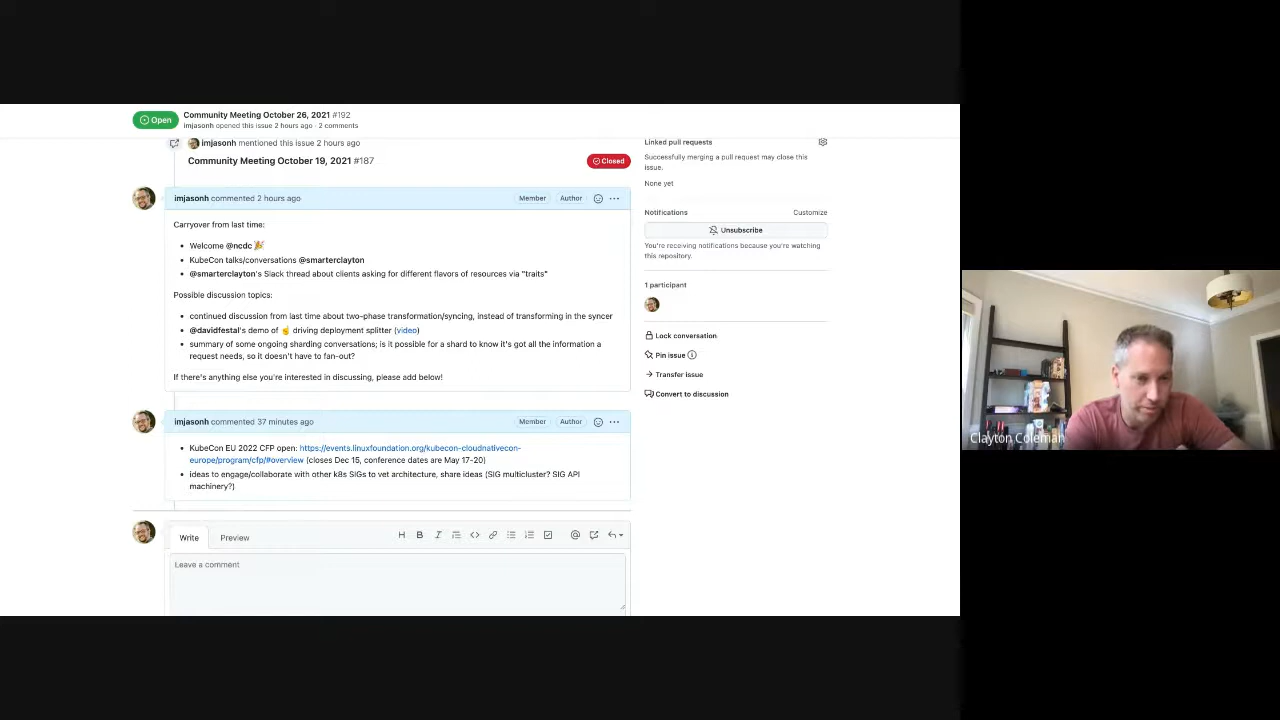 Open
Community Meeting October 26, 2021 #192
imjasonh opened this issue 2 hours ago · 2 comments
imjasonh mentioned this issue 2 hours ago
Community Meeting October 19, 2021 #187
Closed
imjasonh commented 2 hours ago
Member
Author
Carryover from last time:
• Welcome @ncdc 🎉
• KubeCon talks/conversations @smarterclayton
• @smarterclayton's Slack thread about clients asking for different flavors of resources via "traits"
Possible discussion topics:
• continued discussion from last time about two-phase transformation/syncing, instead of transforming in the syncer
• @davidfestal's demo of ☝️ driving deployment splitter (video)
• summary of some ongoing sharding conversations; is it possible for a shard to know it's got all the information a
request needs, so it doesn't have to fan-out?
If there's anything else you're interested in discussing, please add below!
imjasonh commented 37 minutes ago
Member
Author
• KubeCon EU 2022 CFP open: https://events.linuxfoundation.org/kubecon-cloudnativecon-
europe/program/cfp/#overview (closes Dec 15, conference dates are May 17-20)
• ideas to engage/collaborate with other k8s SIGs to vet architecture, share ideas (SIG multicluster? SIG API
machinery?)
Write
Preview
Leave a comment
Linked pull requests
Successfully merging a pull request may close this
issue.
None yet
Notifications
Customize
Unsubscribe
You're receiving notifications because you're watching
this repository.
1 participant
Lock conversation
Pin issue
Transfer issue
Convert to discussion
Clayton Coleman